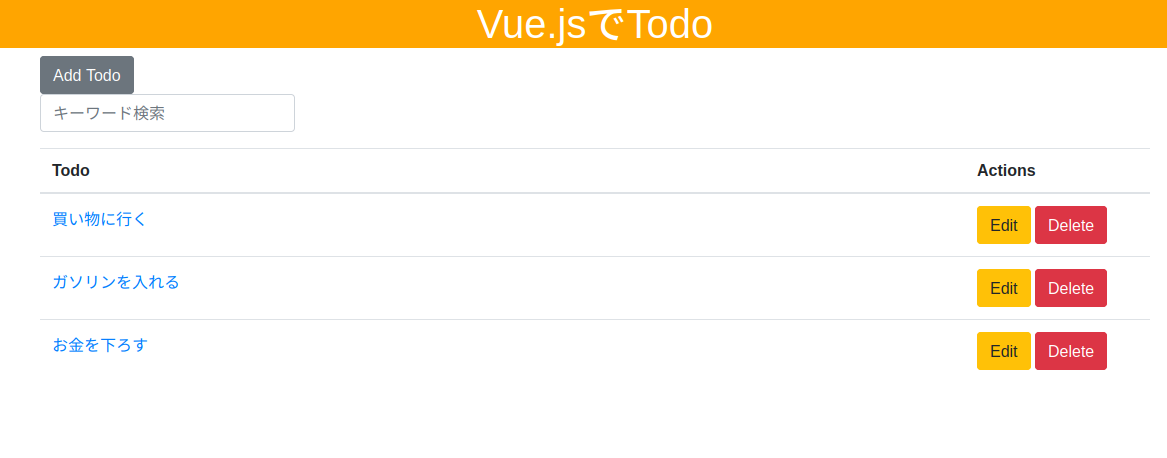 Vue.jsでTodo
Add Todo
キーワード検索
Todo Actions
買い物に行く Edit Delete
ガソリンを入れる Edit Delete
お金を下ろす Edit Delete